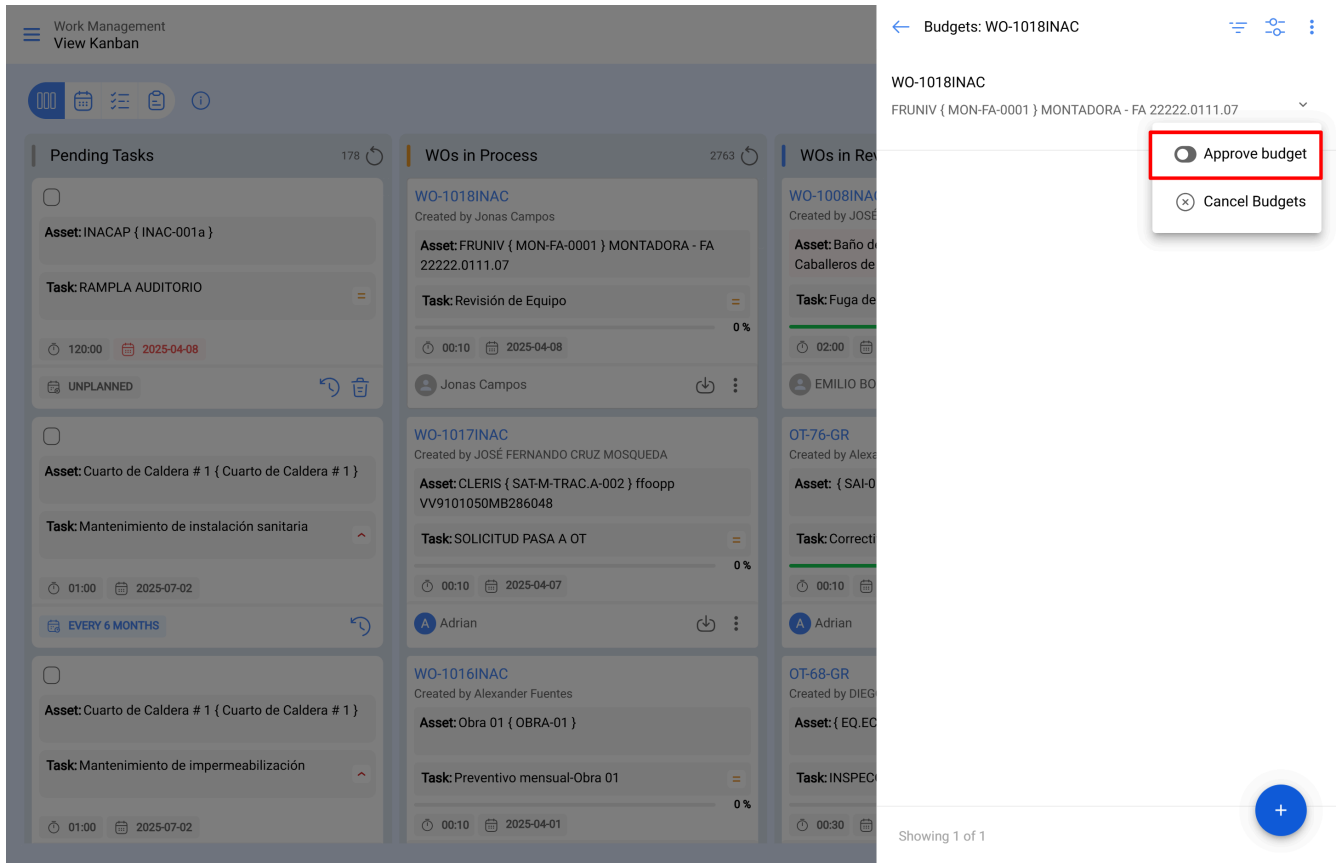 Work Management
View Kanban
Pending Tasks
178
Asset: INACAP { INAC-001a }
Task: RAMPLA AUDITORIO
120:00
2025-04-08
UNPLANNED
Asset: Cuarto de Caldera # 1 { Cuarto de Caldera # 1 }
Task: Mantenimiento de instalación sanitaria
01:00
2025-07-02
EVERY 6 MONTHS
Asset: Cuarto de Caldera # 1 { Cuarto de Caldera # 1 }
Task: Mantenimiento de impermeabilización
01:00
2025-07-02
WOs in Process
2763
WO-1018INAC
Created by Jonas Campos
Asset: FRUNIV { MON-FA-0001 } MONTADORA - FA
22222.0111.07
Task: Revisión de Equipo
0 %
00:10
2025-04-08
Jonas Campos
WO-1017INAC
Created by JOSÉ FERNANDO CRUZ MOSQUEDA
Asset: CLERIS { SAT-M-TRAC.A-002 } ffoopp
VV9101050MB286048
Task: SOLICITUD PASA A OT
0 %
00:10
2025-04-07
A Adrian
WO-1016INAC
Created by Alexander Fuentes
Asset: Obra 01 { OBRA-01 }
Task: Preventivo mensual-Obra 01
0 %
00:10
2025-04-01
WOs in Rev
WO-1008INA
Created by JOSÉ
Asset: Baño d
Caballeros de
Task: Fuga de
02:00
EMILIO BO
OT-76-GR
Created by Alexa
Asset: { SAI-0
Task: Correcti
00:10
A Adrian
OT-68-GR
Created by DIEG
Asset: { EQ.EC
Task: INSPEC
00:30
Budgets: WO-1018INAC
WO-1018INAC
FRUNIV { MON-FA-0001 } MONTADORA - FA 22222.0111.07
Approve budget
Cancel Budgets
Showing 1 of 1